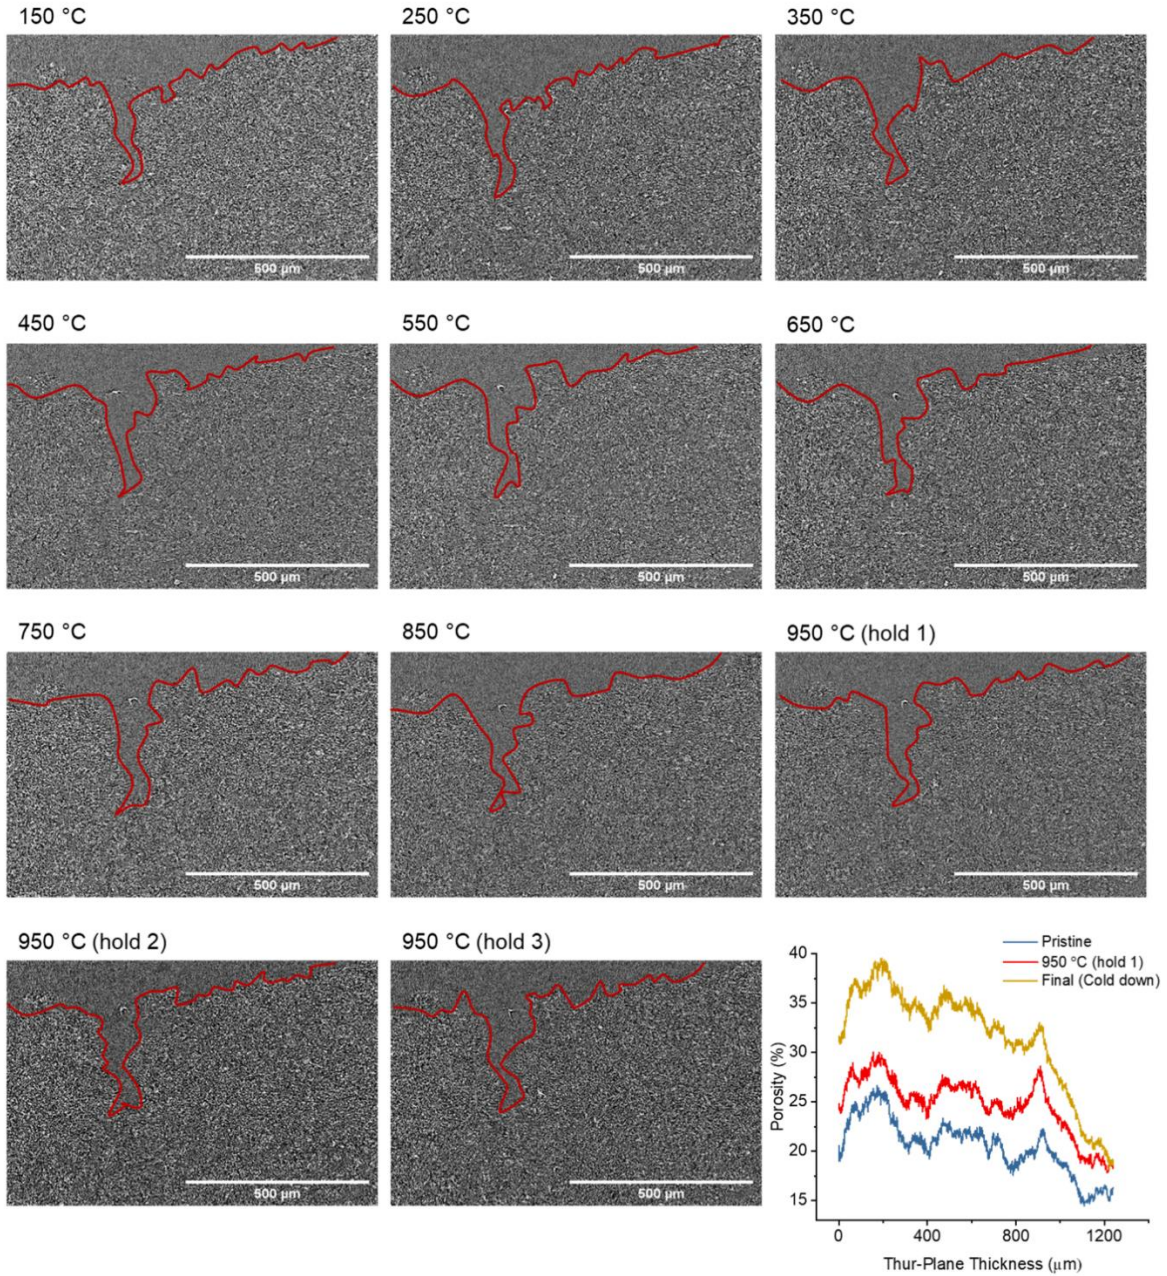 150 °C
250 °C
350 °C
500 µm
500 µm
500 µm
450 °C
550 °C
650 °C
500 µm
500 µm
500 µm
750 °C
850 °C
950 °C (hold 1)
500 µm
500 µm
500 µm
950 °C (hold 2)
950 °C (hold 3)
500 µm
500 µm
Pristine
950 °C (hold 1)
Final (Cold down)
40
35
30
25
20
15
Porosity (%)
0
400
800
1200
Thur-Plane Thickness (µm)